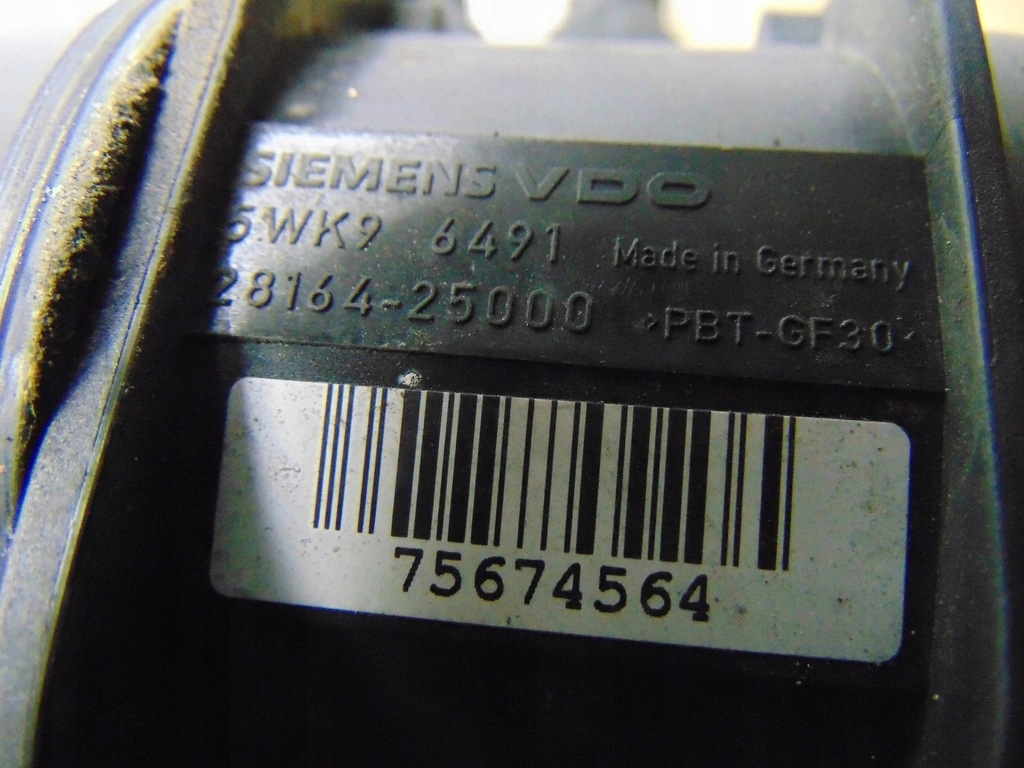 SIEMENS VDO
5WK9 6491 Made in Germany
28164-25000 >PBT-GF30<
75674564